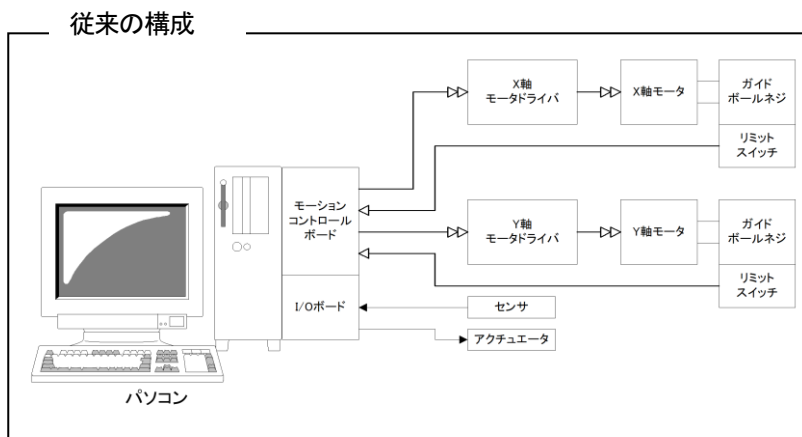 従来の構成
X軸
モータドライバ
X軸モータ
ガイド
ボールネジ
リミット
スイッチ
モーション
コントロール
ボード
Y軸
モータドライバ
Y軸モータ
ガイド
ボールネジ
リミット
スイッチ
I/Oボード
センサ
アクチュエータ
パソコン